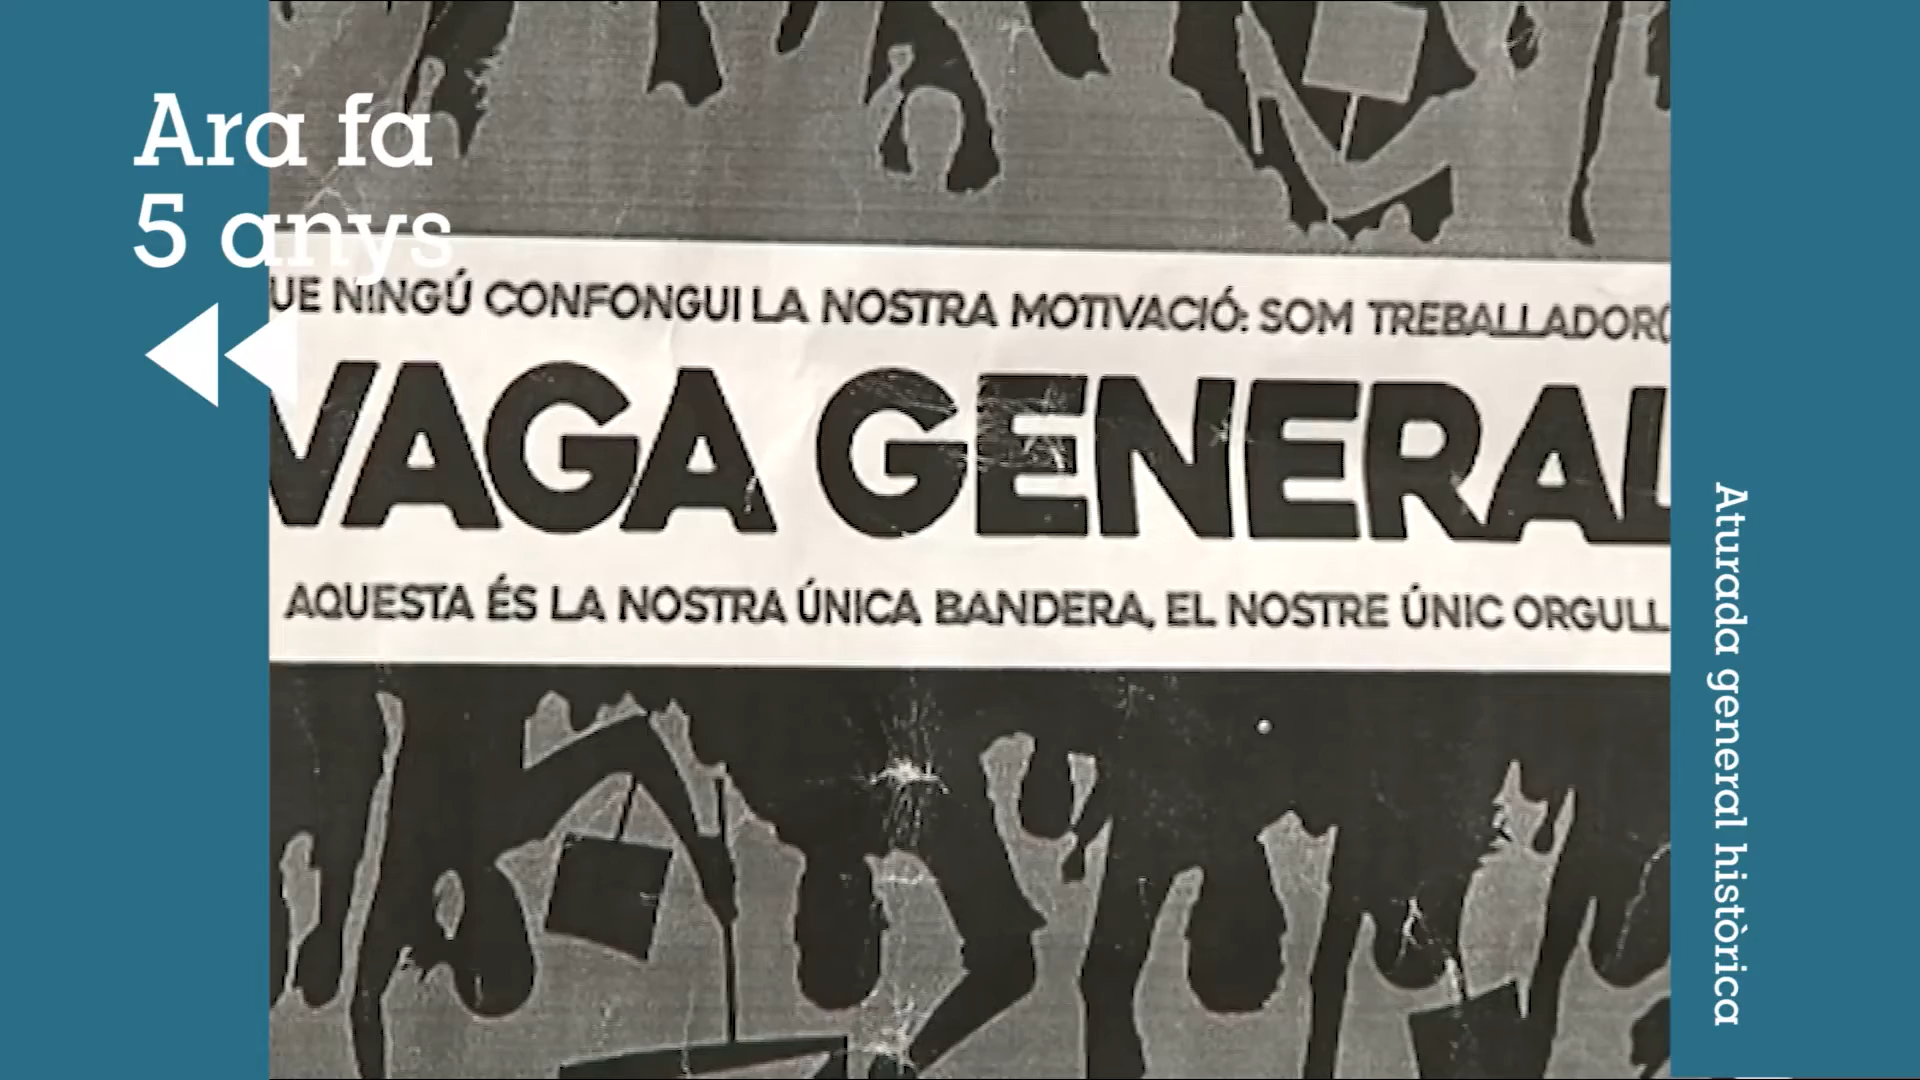 Ara fa
5 anys
UE NINGÚ CONFONGUI LA NOSTRA MOTIVACIÓ: SOM TREBALLADOR
VAGA GENERAL
AQUESTA ÉS LA NOSTRA ÚNICA BANDERA, EL NOSTRE ÚNIC ORGULL
Aturada general històrica